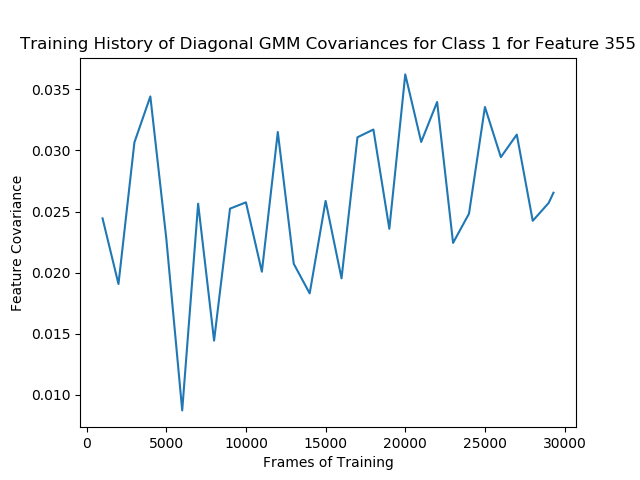 Training History of Diagonal GMM Covariances for Class 1 for Feature 355
0.035
0.030
0.025
0.020
0.015
0.010
Feature Covariance
0 5000 10000 15000 20000 25000 30000
Frames of Training